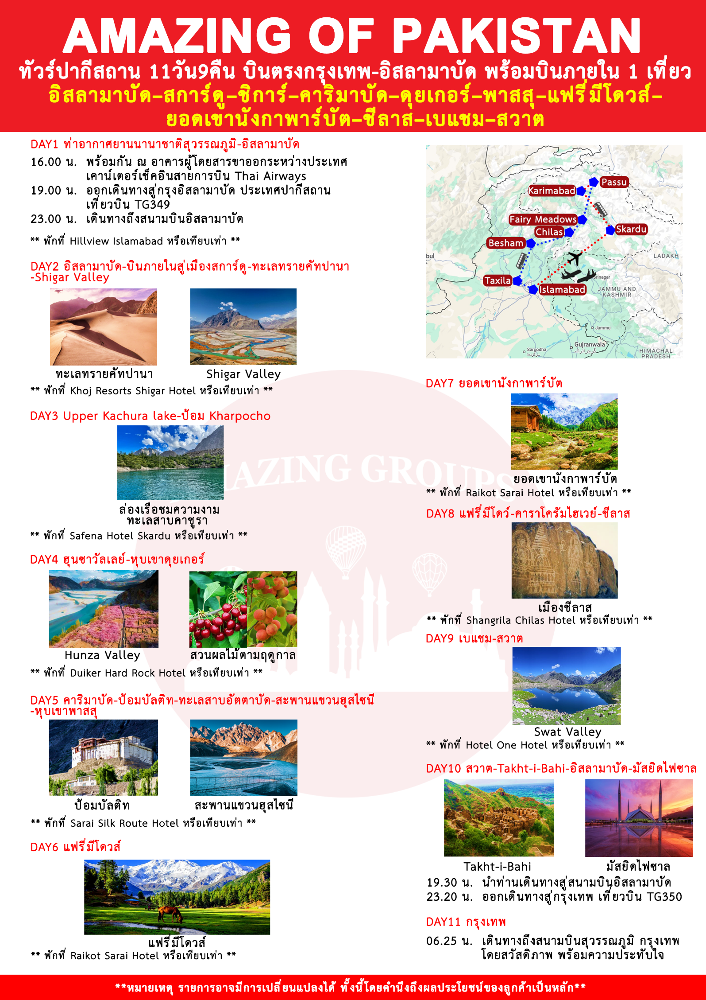 AMAZING OF PAKISTAN
ทัวร์ปากีสถาน 11วัน9คืน บินตรงกรุงเทพ-อิสลามาบัด พร้อมบินภายใน 1 เที่ยว
อิสลามาบัด–สการ์ดู–ชิการ์–คาริมาบัด–ดุยเกอร์–พาสสุ–แฟรี่มีโดวส์–
ยอดเขานังกาพาร์บัต–ชีลาส–เบแชม–สวาต
DAY1 ท่าอากาศยานนานาชาติสุวรรณภูมิ-อิสลามาบัด
16.00 น. พร้อมกัน ณ อาคารผู้โดยสารขาออกระหว่างประเทศ
เคาน์เตอร์เช็คอินสายการบิน Thai Airways
19.00 น. ออกเดินทางสู่กรุงอิสลามาบัด ประเทศปากีสถาน
เที่ยวบิน TG349
23.00 น. เดินทางถึงสนามบินอิสลามาบัด
** พักที่ Hillview Islamabad หรือเทียบเท่า **
DAY2 อิสลามาบัด-บินภายในสู่เมืองสการ์ดู-ทะเลทรายคัทปานา
-Shigar Valley
ทะเลทรายคัทปานา
Shigar Valley
** พักที่ Khoj Resorts Shigar Hotel หรือเทียบเท่า **
DAY3 Upper Kachura lake-ป้อม Kharpocho
ล่องเรือชมความงาม
ทะเลสาบคาชูรา
** พักที่ Safena Hotel Skardu หรือเทียบเท่า **
DAY4 ฮุนซาวัลเลย์-หุบเขาดุยเกอร์
Hunza Valley
สวนผลไม้ตามฤดูกาล
** พักที่ Duiker Hard Rock Hotel หรือเทียบเท่า **
DAY5 คาริมาบัด-ป้อมบัลติท-ทะเลสาบอัตตาบัด-สะพานแขวนฮุสไซนี
-หุบเขาพาสสุ
ป้อมบัลติท
สะพานแขวนฮุสไซนี
** พักที่ Sarai Silk Route Hotel หรือเทียบเท่า **
DAY6 แฟรี่มีโดวส์
แฟรี่มีโดวส์
** พักที่ Raikot Sarai Hotel หรือเทียบเท่า **
Passu
Karimabad
Fairy Meadows
Chilas
Skardu
Besham
bul
LADAKH
Taxila
Srinagar
Islamabad
JAMMU AND
KASHMIR
Jammu
Gujranwala
گوجرانوالہ
Sargodha
سرگودھا
HIMACHAL
PRADESH
DAY7 ยอดเขานังกาพาร์บัต
ยอดเขานังกาพาร์บัต
** พักที่ Raikot Sarai Hotel หรือเทียบเท่า **
DAY8 แฟรี่มีโดว์-คาราโครัมไฮเวย์-ชีลาส
เมืองชีลาส
** พักที่ Shangrila Chilas Hotel หรือเทียบเท่า **
DAY9 เบแชม-สวาต
Swat Valley
** พักที่ Hotel One Hotel หรือเทียบเท่า **
DAY10 สวาต-Takht-i-Bahi-อิสลามาบัด-มัสยิดไฟซาล
Takht-i-Bahi
มัสยิดไฟซาล
19.30 น. นำท่านเดินทางสู่สนามบินอิสลามาบัด
23.20 น. ออกเดินทางสู่กรุงเทพ เที่ยวบิน TG350
DAY11 กรุงเทพ
06.25 น. เดินทางถึงสนามบินสุวรรณภูมิ กรุงเทพ
โดยสวัสดิภาพ พร้อมความประทับใจ
AMAZING GROUPS
**หมายเหตุ รายการอาจมีการเปลี่ยนแปลงได้ ทั้งนี้โดยคำนึงถึงผลประโยชน์ของลูกค้าเป็นหลัก**